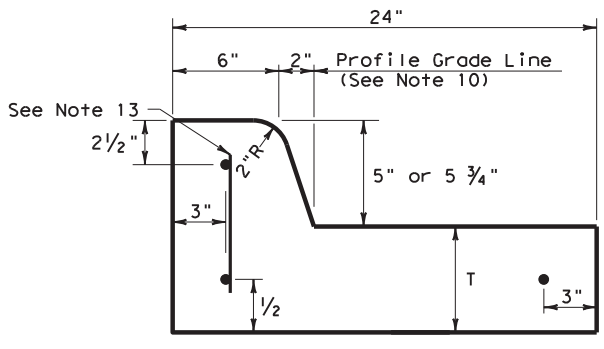 24"
6"
2"
Profile Grade Line
(See Note 10)
See Note 13
2½"
2"R
5" or 5 ¾"
3"
T
3"
½